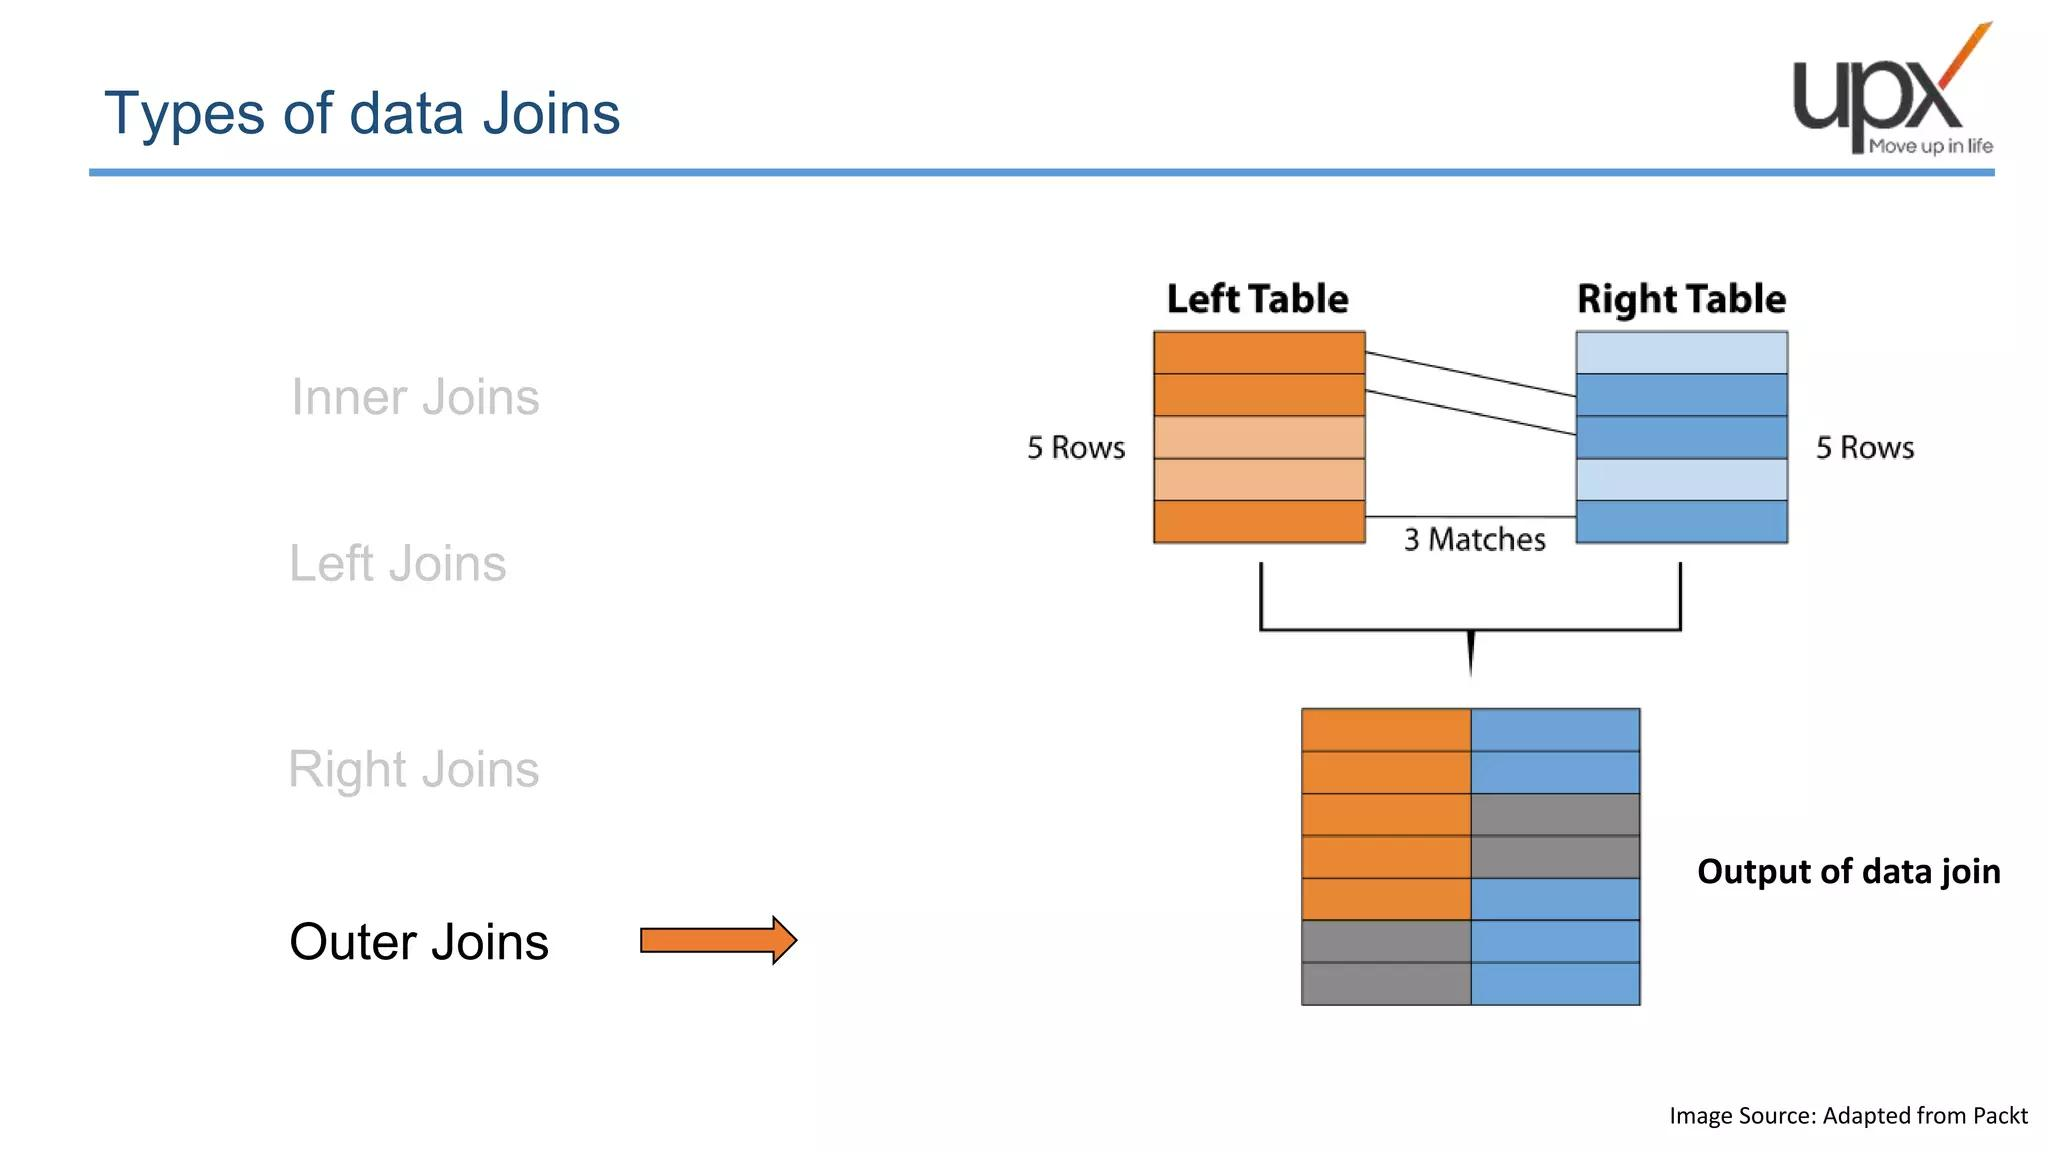 Types of data Joins
upx
Move up in life
Inner Joins
Left Joins
Right Joins
Outer Joins
Left Table
Right Table
5 Rows
5 Rows
3 Matches
Output of data join
Image Source: Adapted from Packt